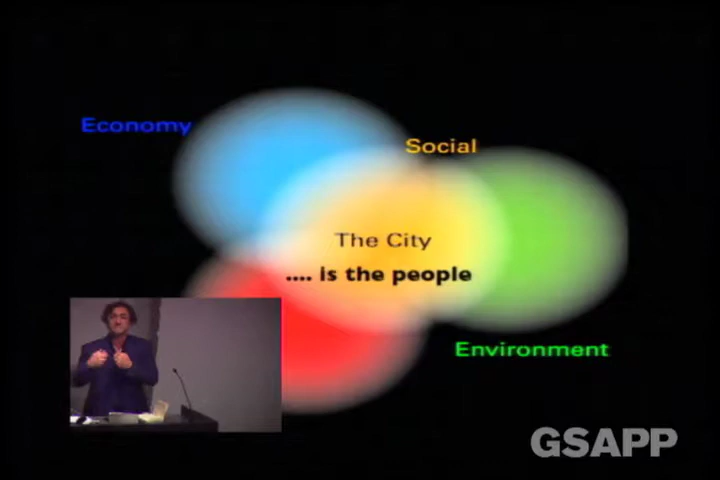 Economy
Social
The City
.... is the people
Environment
GSAPP